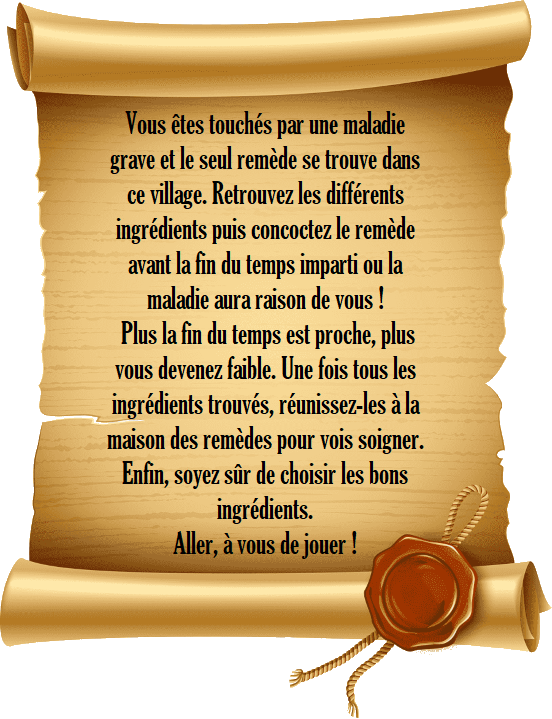 Vous êtes touchés par une maladie
grave et le seul remède se trouve dans
ce village. Retrouvez les différents
ingrédients puis concoctez le remède
avant la fin du temps imparti ou la
maladie aura raison de vous !
Plus la fin du temps est proche, plus
vous devenez faible. Une fois tous les
ingrédients trouvés, réunissez-les à la
maison des remèdes pour vois soigner.
Enfin, soyez sûr de choisir les bons
ingrédients.
Aller, à vous de jouer !